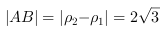 |AB| = |ρ₂−ρ₁| = 2√3